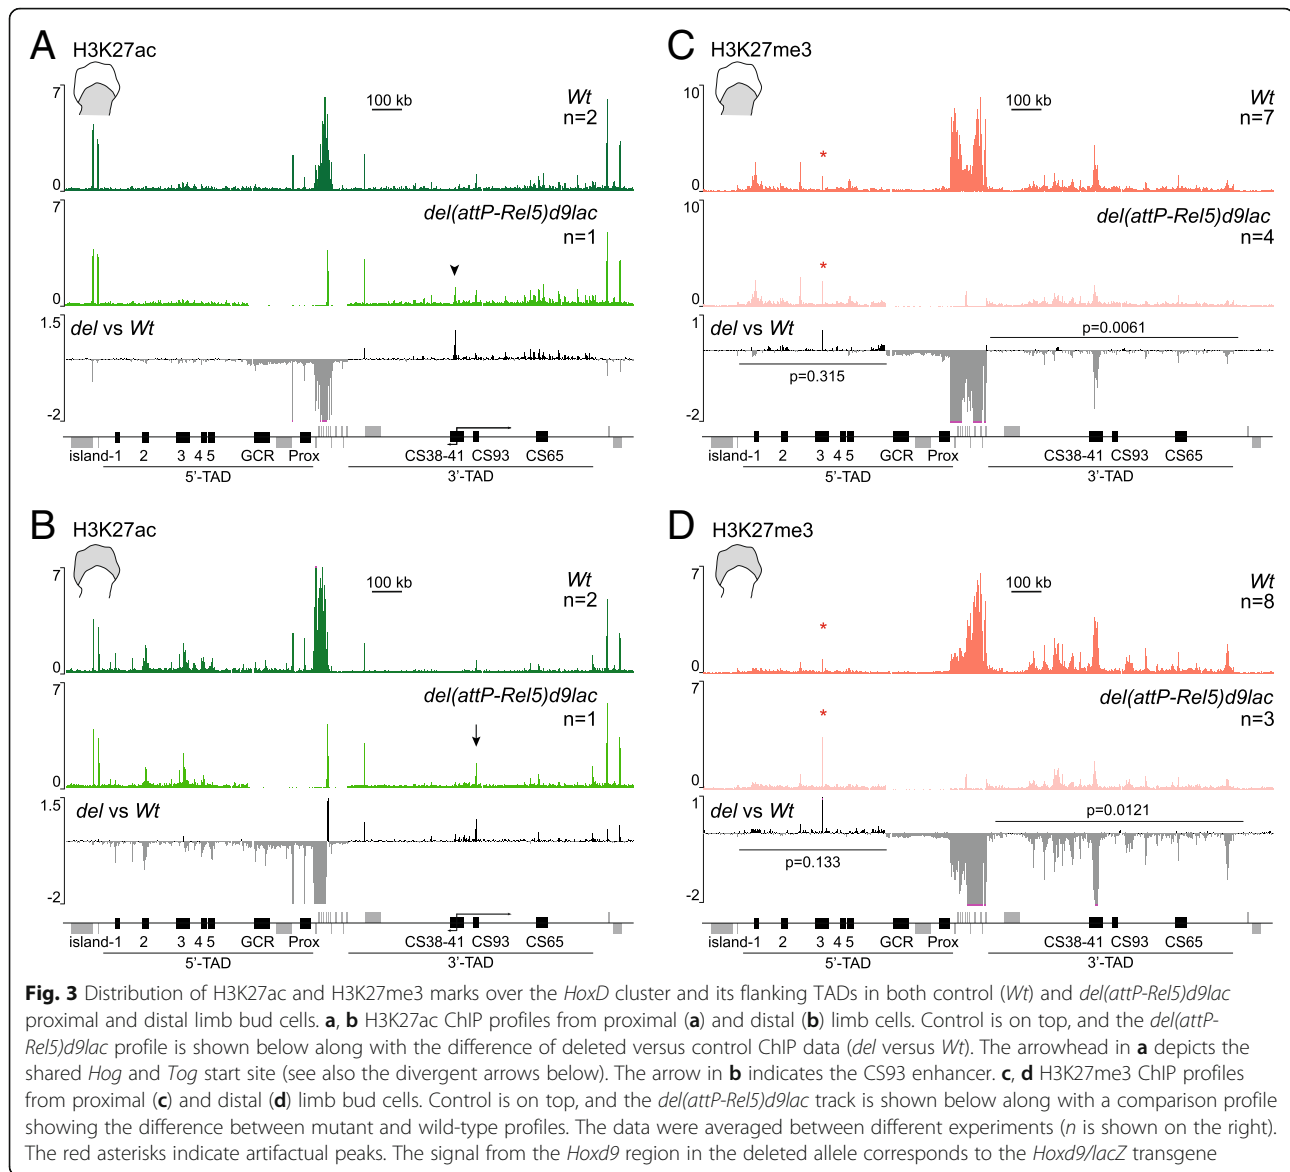 A
H3K27ac
7
0
100 kb
Wt
n=2
7
0
del(attP-Rel5)d9lac
n=1
1.5
-2
del vs Wt
island-1 2 3 4 5 GCR Prox CS38-41 CS93 CS65
5'-TAD 3'-TAD
B
H3K27ac
7
0
100 kb
Wt
n=2
7
0
del(attP-Rel5)d9lac
n=1
1.5
-2
del vs Wt
island-1 2 3 4 5 GCR Prox CS38-41 CS93 CS65
5'-TAD 3'-TAD
C
H3K27me3
10
0
*
100 kb
Wt
n=7
10
0
*
del(attP-Rel5)d9lac
n=4
1
-2
del vs Wt
p=0.315
p=0.0061
island-1 2 3 4 5 GCR Prox CS38-41 CS93 CS65
5'-TAD 3'-TAD
D
H3K27me3
7
0
*
100 kb
Wt
n=8
7
0
*
del(attP-Rel5)d9lac
n=3
1
-2
del vs Wt
p=0.133
p=0.0121
island-1 2 3 4 5 GCR Prox CS38-41 CS93 CS65
5'-TAD 3'-TAD
Fig. 3 Distribution of H3K27ac and H3K27me3 marks over the HoxD cluster and its flanking TADs in both control (Wt) and del(attP-Rel5)d9lac
proximal and distal limb bud cells. a, b H3K27ac ChIP profiles from proximal (a) and distal (b) limb cells. Control is on top, and the del(attP-
Rel5)d9lac profile is shown below along with the difference of deleted versus control ChIP data (del versus Wt). The arrowhead in a depicts the
shared Hog and Tog start site (see also the divergent arrows below). The arrow in b indicates the CS93 enhancer. c, d H3K27me3 ChIP profiles
from proximal (c) and distal (d) limb bud cells. Control is on top, and the del(attP-Rel5)d9lac track is shown below along with a comparison profile
showing the difference between mutant and wild-type profiles. The data were averaged between different experiments (n is shown on the right).
The red asterisks indicate artifactual peaks. The signal from the Hoxd9 region in the deleted allele corresponds to the Hoxd9/lacZ transgene